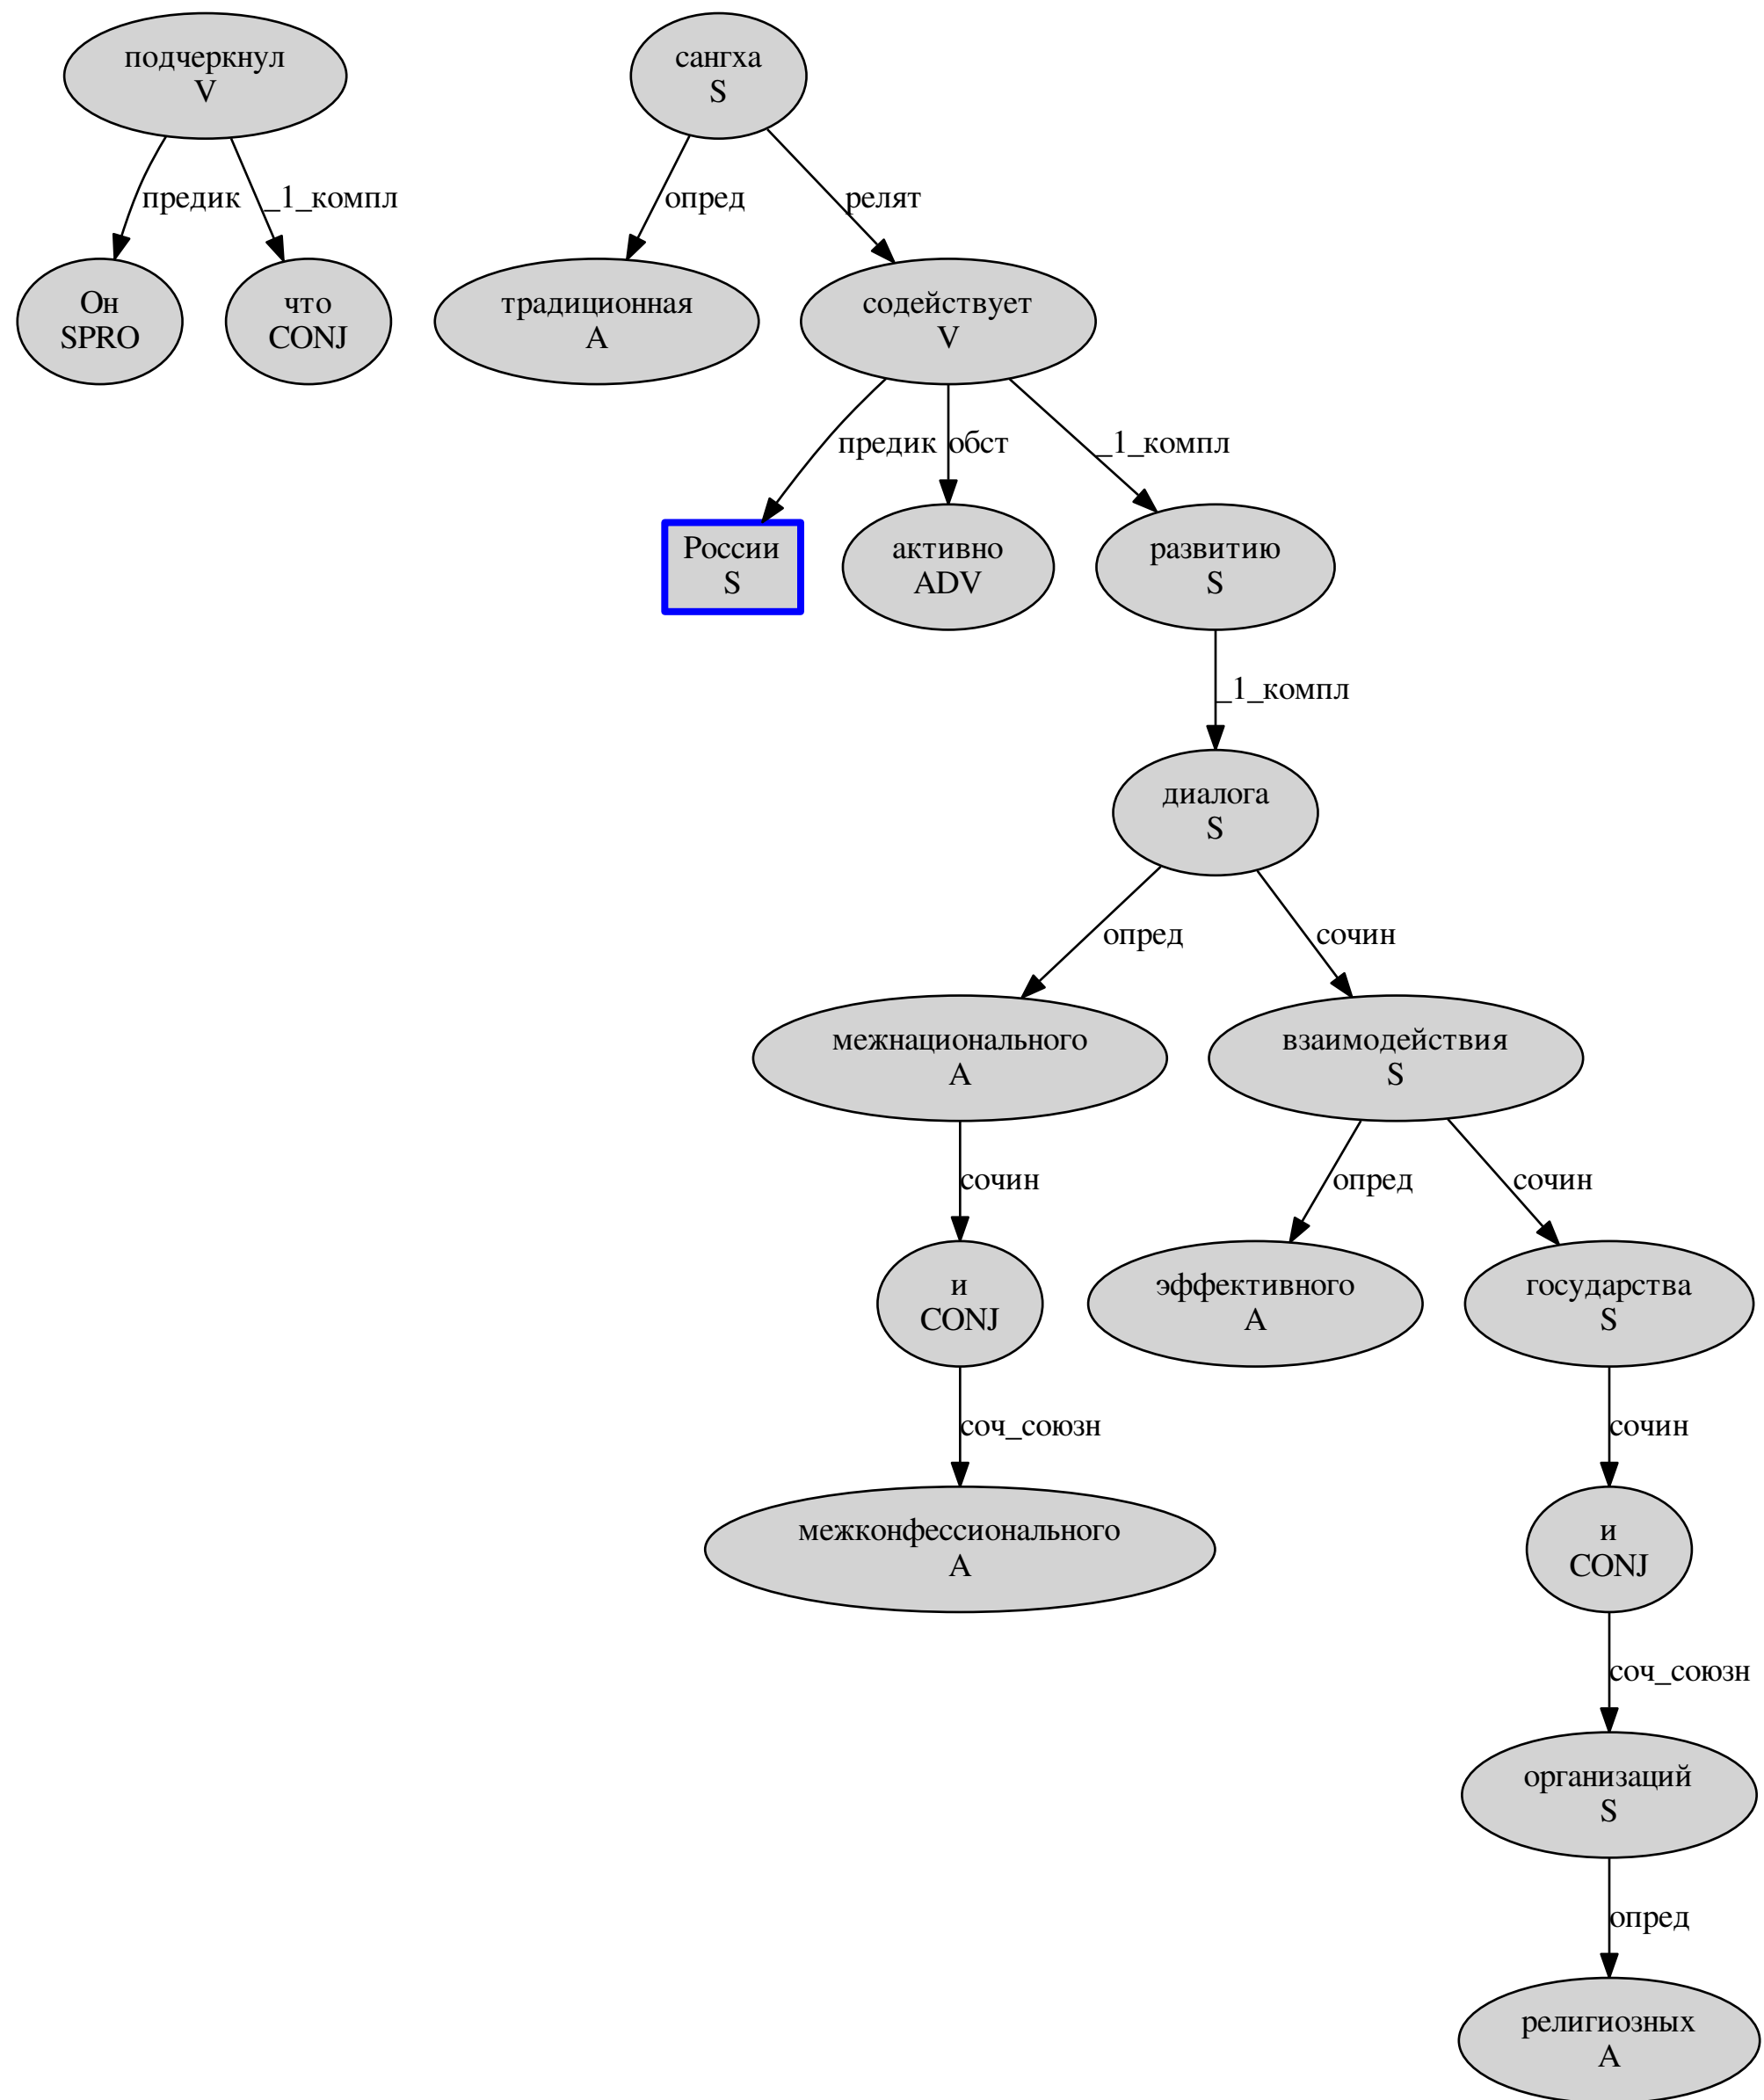 подчеркнул
V
сангха
S
предик
_1_компл
опред
релят
Он
SPRO
что
CONJ
традиционная
A
содействует
V
предик
обст
_1_компл
России
S
активно
ADV
развитию
S
_1_компл
диалога
S
опред
сочин
межнационального
A
взаимодействия
S
сочин
опред
сочин
и
CONJ
эффективного
A
государства
S
соч_союзн
сочин
межконфессионального
A
и
CONJ
соч_союзн
организаций
S
опред
религиозных
A